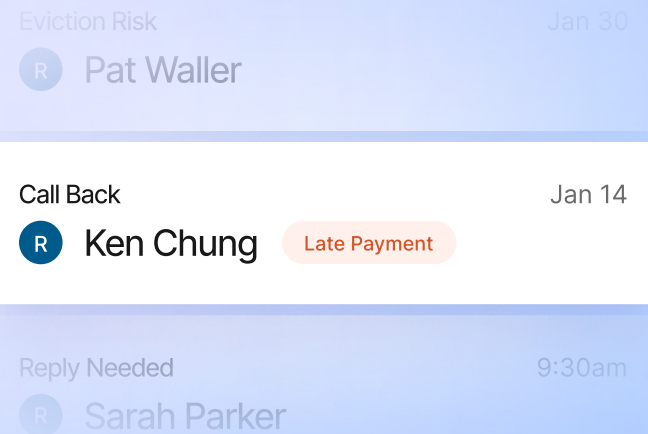 Eviction Risk Jan 30
R Pat Waller
Call Back Jan 14
R Ken Chung Late Payment
Reply Needed 9:30am
R Sarah Parker